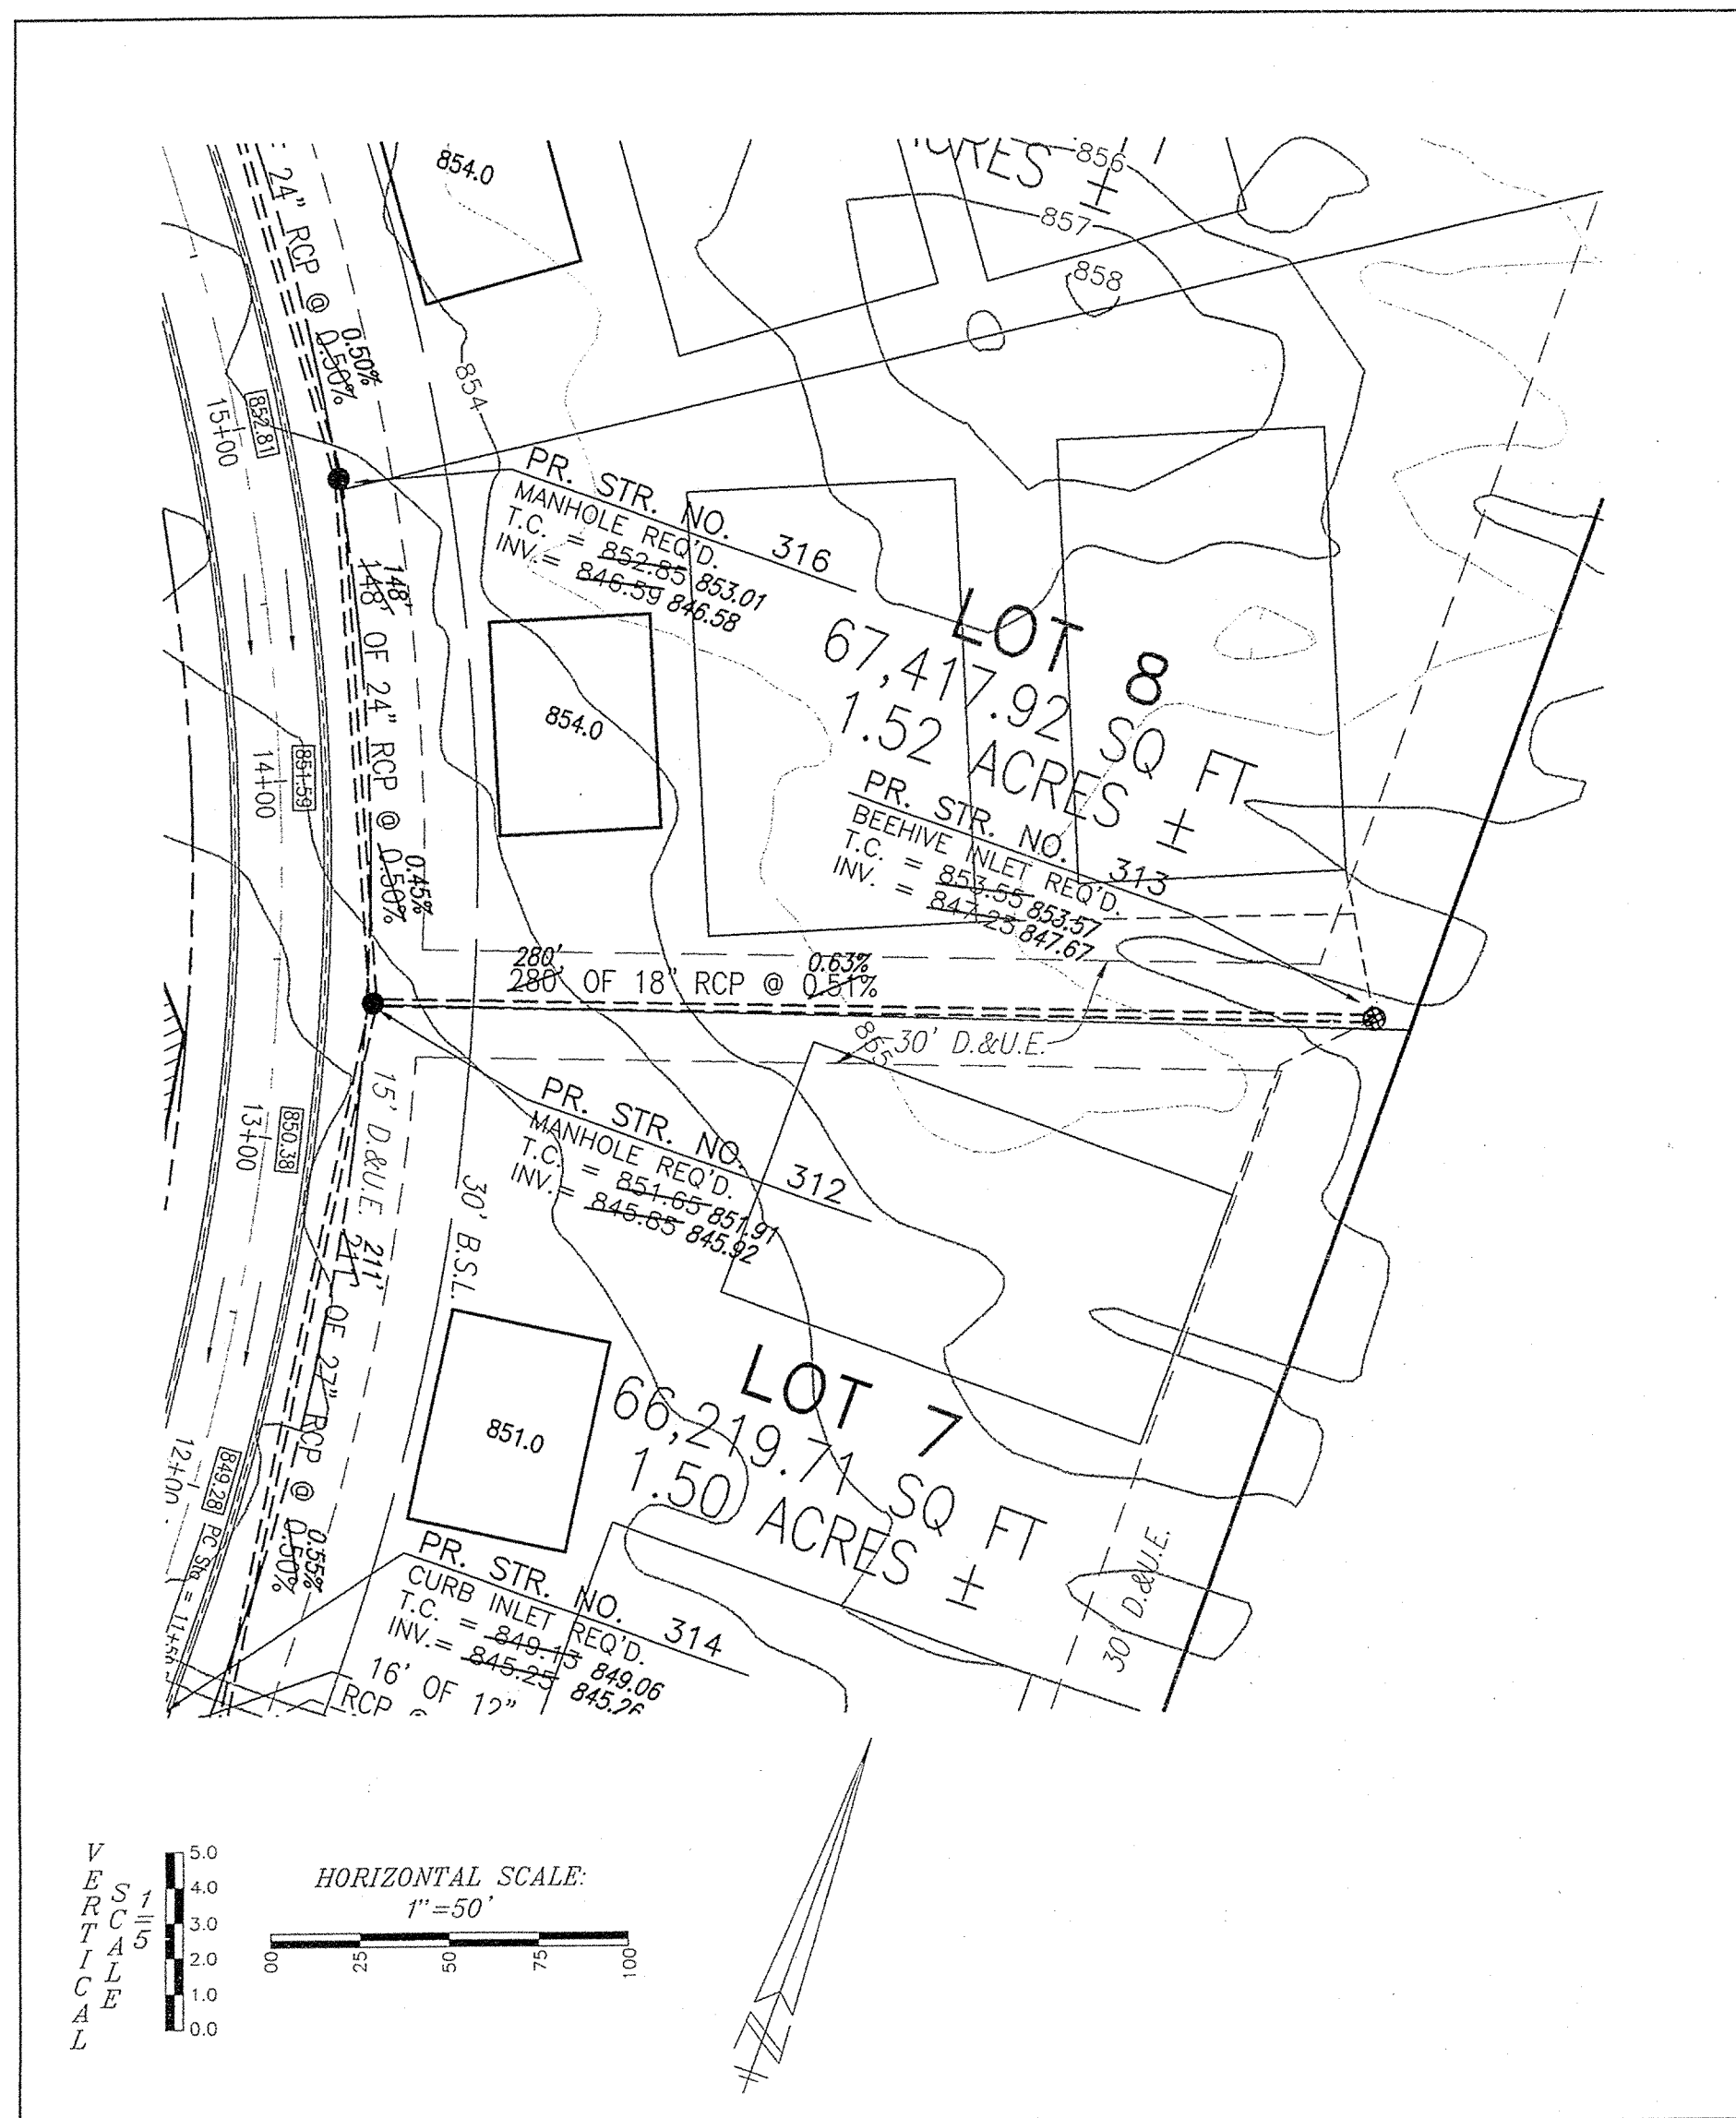 854.0
ACRES ±
856
857
858
24" RCP @ 0.50%
0.50%
854
15+00
852.81
PR. STR. NO. 316
MANHOLE REQ'D.
T.C. = 852.85 853.01
INV.= 846.59 846.58
148'
148' OF 24" RCP @ 0.50%
0.45%
LOT 8
67,417.92 SQ FT
1.52 ACRES ±
854.0
14+00
851.59
PR. STR. NO. 313
BEEHIVE INLET REQ'D.
T.C. = 853.55 853.57
INV. = 847.23 847.67
280' 0.63%
280' OF 18" RCP @ 0.51%
855
30' D.&U.E.
15' D.&U.E.
13+00
850.38
PR. STR. NO. 312
MANHOLE REQ'D.
T.C. = 851.65 851.91
INV.= 845.85 845.92
30' B.S.L.
211'
211' OF 27" RCP @ 0.50%
0.55%
LOT 7
66,219.71 SQ FT
1.50 ACRES ±
851.0
12+00
849.28
PC Sta = 11+56
30' D.&U.E.
PR. STR. NO. 314
CURB INLET REQ'D.
T.C. = 849.13 849.06
INV.= 845.25 845.26
16' OF 12"
RCP @
VERTICAL
SCALE
1/5
5.0
4.0
3.0
2.0
1.0
0.0
HORIZONTAL SCALE:
1"=50'
00 25 50 75 100
N